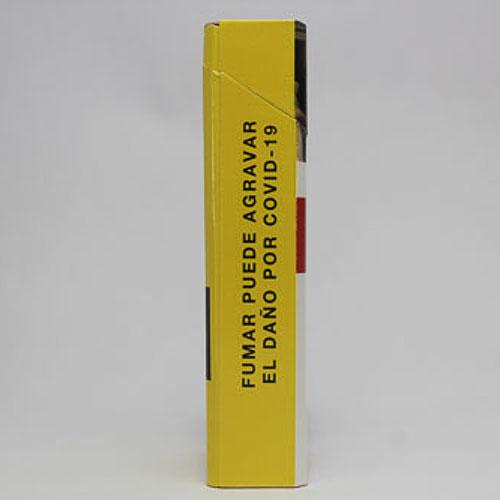 FUMAR PUEDE AGRAVAR
EL DAÑO POR COVID-19